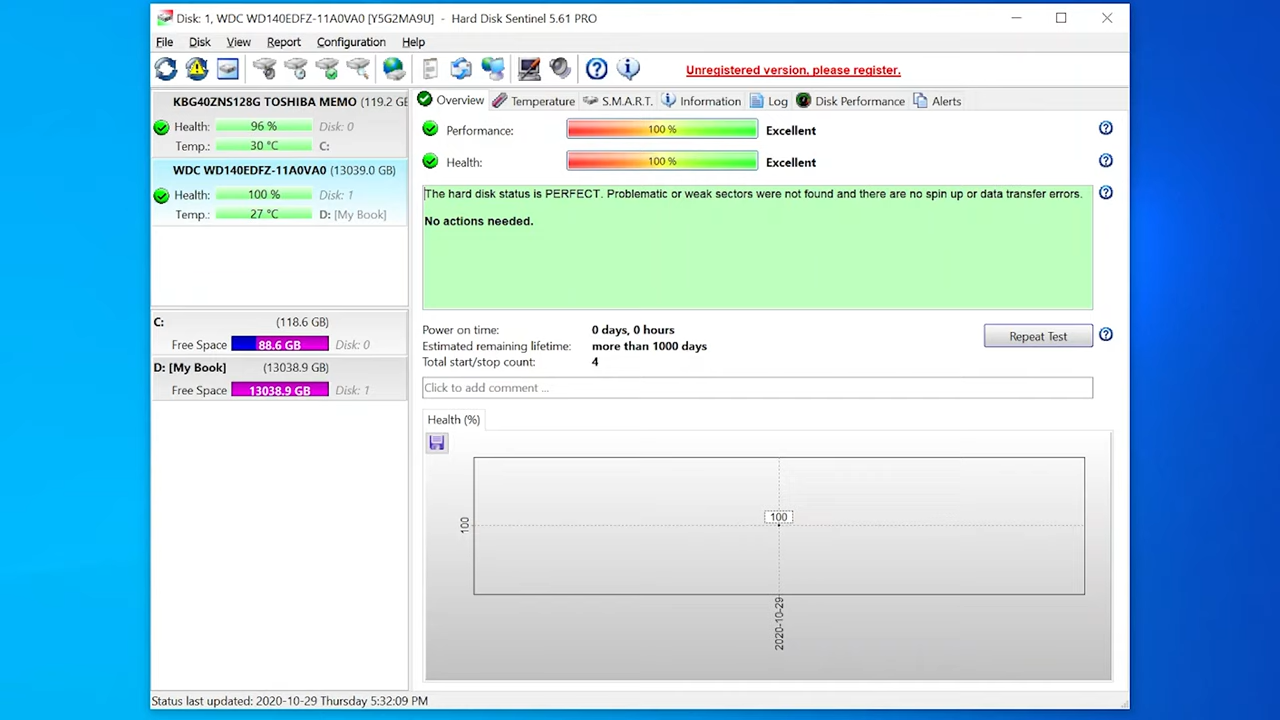 Disk: 1, WDC WD140EDFZ-11A0VA0 [Y5G2MA9U] - Hard Disk Sentinel 5.61 PRO
File Disk View Report Configuration Help
Unregistered version, please register.
KBG40ZNS128G TOSHIBA MEMO (119.2 GE
Health: 96 % Disk: 0
Temp.: 30 °C C:
WDC WD140EDFZ-11A0VA0 (13039.0 GB)
Health: 100 % Disk: 1
Temp.: 27 °C D: [My Book]
C: (118.6 GB)
Free Space 88.6 GB Disk: 0
D: [My Book] (13038.9 GB)
Free Space 13038.9 GB Disk: 1
Overview Temperature S.M.A.R.T. Information Log Disk Performance Alerts
Performance: 100 % Excellent
Health: 100 % Excellent
The hard disk status is PERFECT. Problematic or weak sectors were not found and there are no spin up or data transfer errors.
No actions needed.
Power on time: 0 days, 0 hours
Estimated remaining lifetime: more than 1000 days
Total start/stop count: 4
Repeat Test
Click to add comment ...
Health (%)
100
100
2020-10-29
Status last updated: 2020-10-29 Thursday 5:32:09 PM